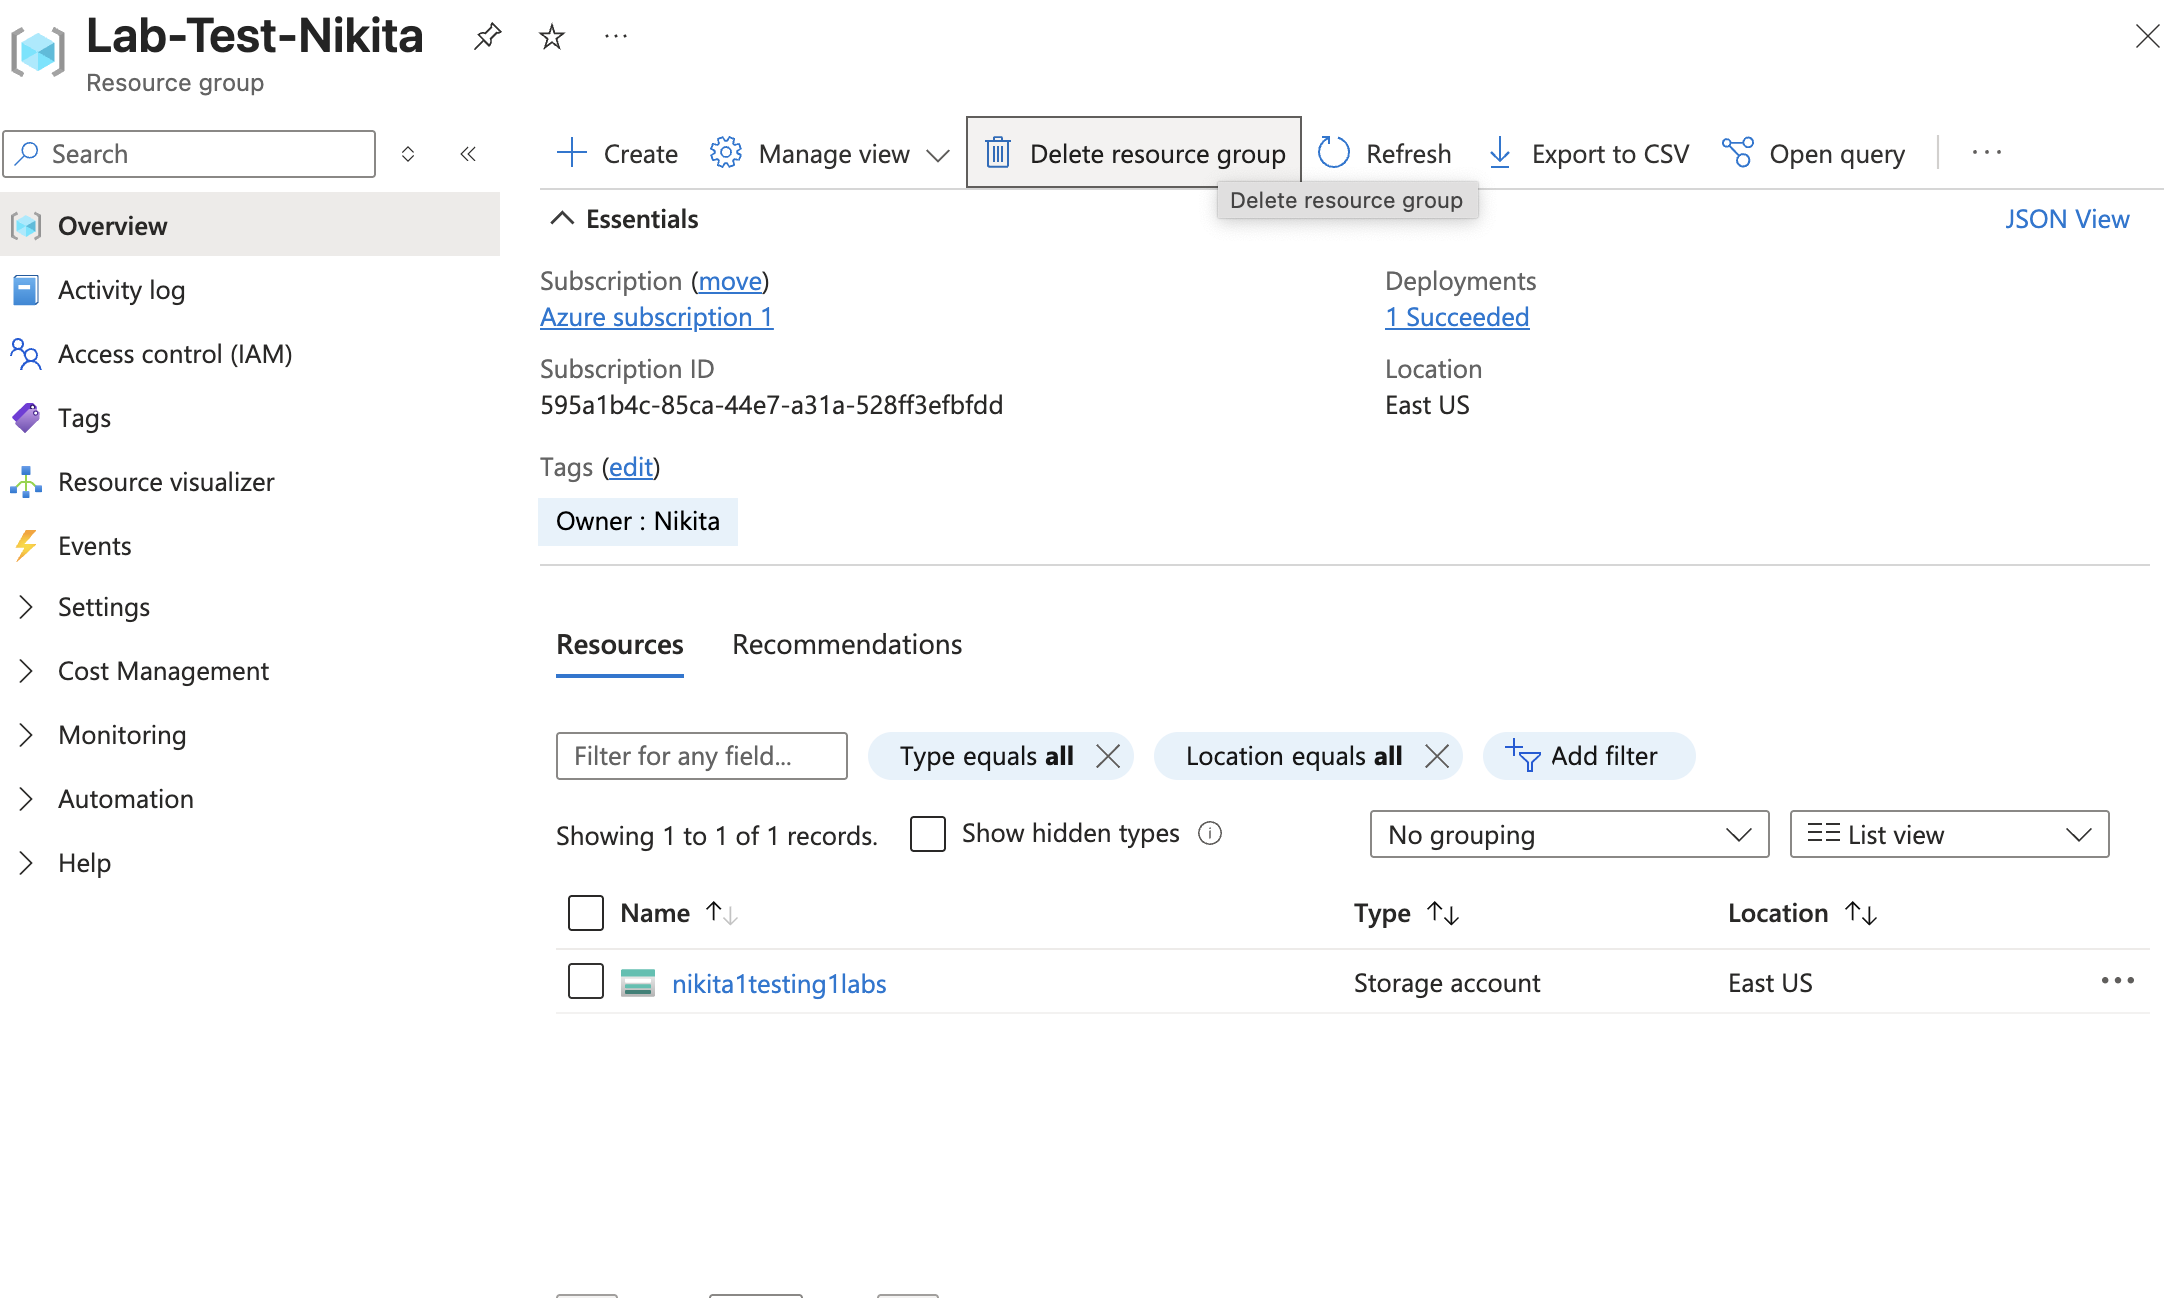 Lab-Test-Nikita
Resource group
Search
Overview
Activity log
Access control (IAM)
Tags
Resource visualizer
Events
Settings
Cost Management
Monitoring
Automation
Help
Create
Manage view
Delete resource group
Refresh
Export to CSV
Open query
Delete resource group
Essentials
JSON View
Subscription (move)
Azure subscription 1
Subscription ID
595a1b4c-85ca-44e7-a31a-528ff3efbfdd
Deployments
1 Succeeded
Location
East US
Tags (edit)
Owner : Nikita
Resources
Recommendations
Filter for any field...
Type equals all
Location equals all
Add filter
Showing 1 to 1 of 1 records.
Show hidden types
No grouping
List view
Name
Type
Location
nikita1testing1labs
Storage account
East US